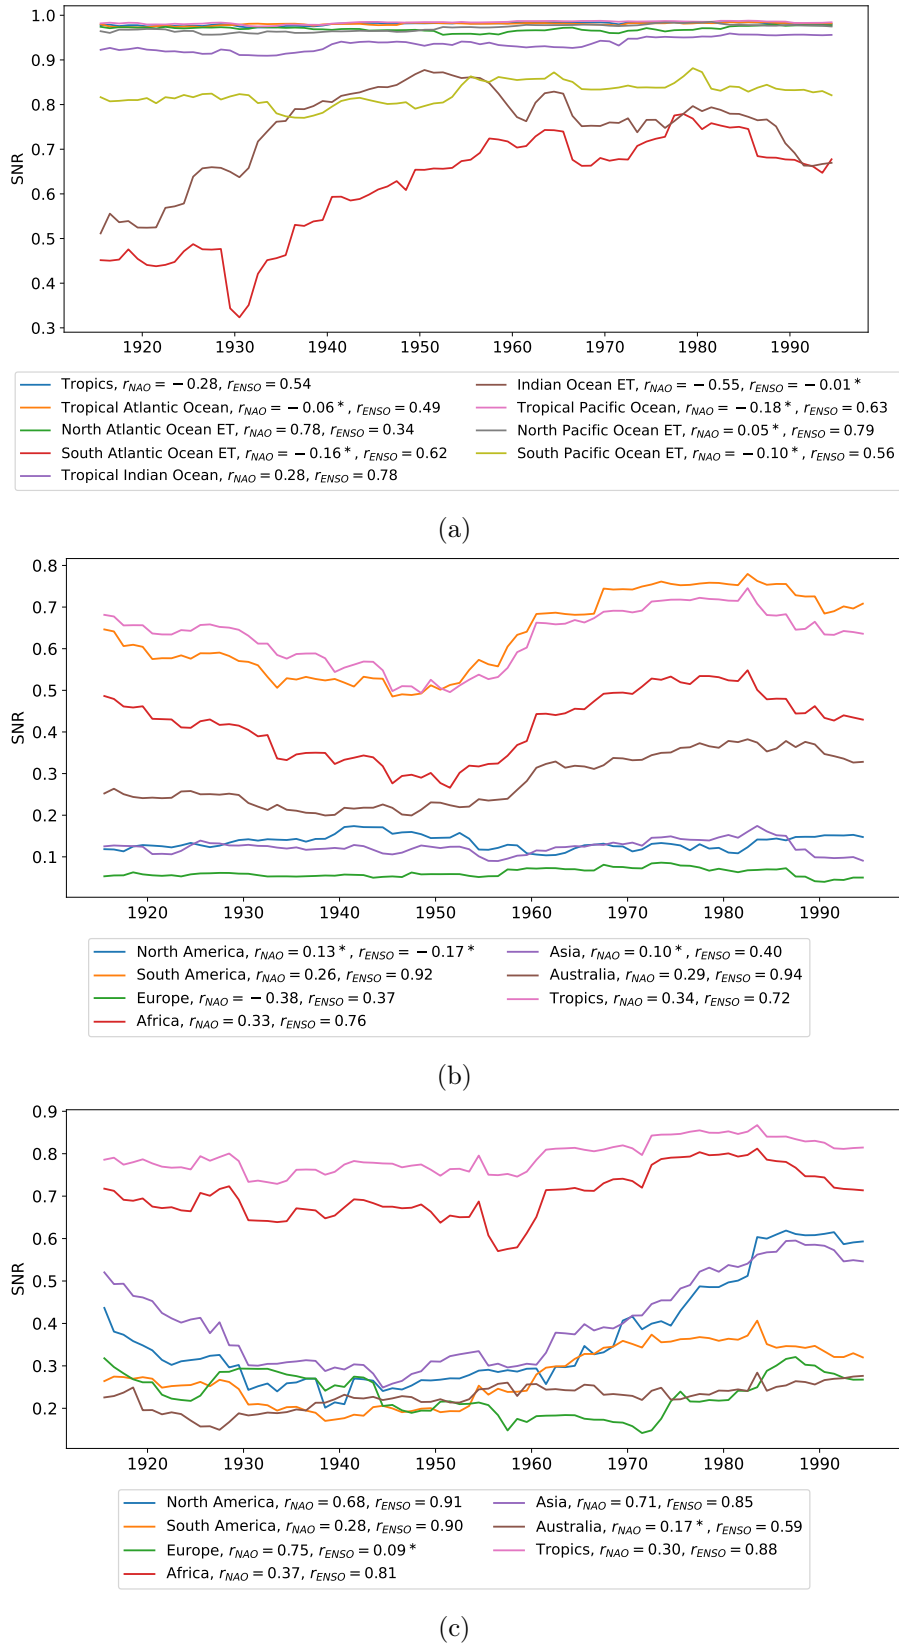 1.0
0.9
0.8
0.7
0.6
0.5
0.4
0.3
SNR
1920 1930 1940 1950 1960 1970 1980 1990
Tropics, r_NAO = −0.28, r_ENSO = 0.54
Tropical Atlantic Ocean, r_NAO = −0.06 *, r_ENSO = 0.49
North Atlantic Ocean ET, r_NAO = 0.78, r_ENSO = 0.34
South Atlantic Ocean ET, r_NAO = −0.16 *, r_ENSO = 0.62
Tropical Indian Ocean, r_NAO = 0.28, r_ENSO = 0.78
Indian Ocean ET, r_NAO = −0.55, r_ENSO = −0.01 *
Tropical Pacific Ocean, r_NAO = −0.18 *, r_ENSO = 0.63
North Pacific Ocean ET, r_NAO = 0.05 *, r_ENSO = 0.79
South Pacific Ocean ET, r_NAO = −0.10 *, r_ENSO = 0.56
(a)
0.8
0.7
0.6
0.5
0.4
0.3
0.2
0.1
SNR
1920 1930 1940 1950 1960 1970 1980 1990
North America, r_NAO = 0.13 *, r_ENSO = −0.17 *
South America, r_NAO = 0.26, r_ENSO = 0.92
Europe, r_NAO = −0.38, r_ENSO = 0.37
Africa, r_NAO = 0.33, r_ENSO = 0.76
Asia, r_NAO = 0.10 *, r_ENSO = 0.40
Australia, r_NAO = 0.29, r_ENSO = 0.94
Tropics, r_NAO = 0.34, r_ENSO = 0.72
(b)
0.9
0.8
0.7
0.6
0.5
0.4
0.3
0.2
SNR
1920 1930 1940 1950 1960 1970 1980 1990
North America, r_NAO = 0.68, r_ENSO = 0.91
South America, r_NAO = 0.28, r_ENSO = 0.90
Europe, r_NAO = 0.75, r_ENSO = 0.09 *
Africa, r_NAO = 0.37, r_ENSO = 0.81
Asia, r_NAO = 0.71, r_ENSO = 0.85
Australia, r_NAO = 0.17 *, r_ENSO = 0.59
Tropics, r_NAO = 0.30, r_ENSO = 0.88
(c)